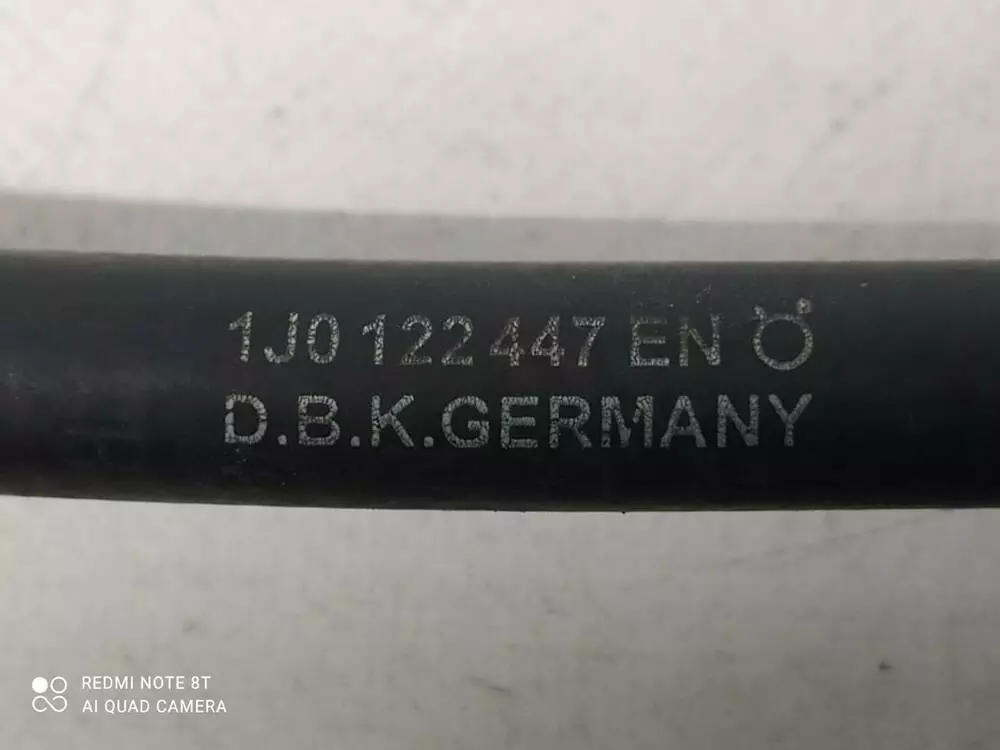 1J0 122 447 EN
D.B.K.GERMANY
REDMI NOTE 8T
AI QUAD CAMERA